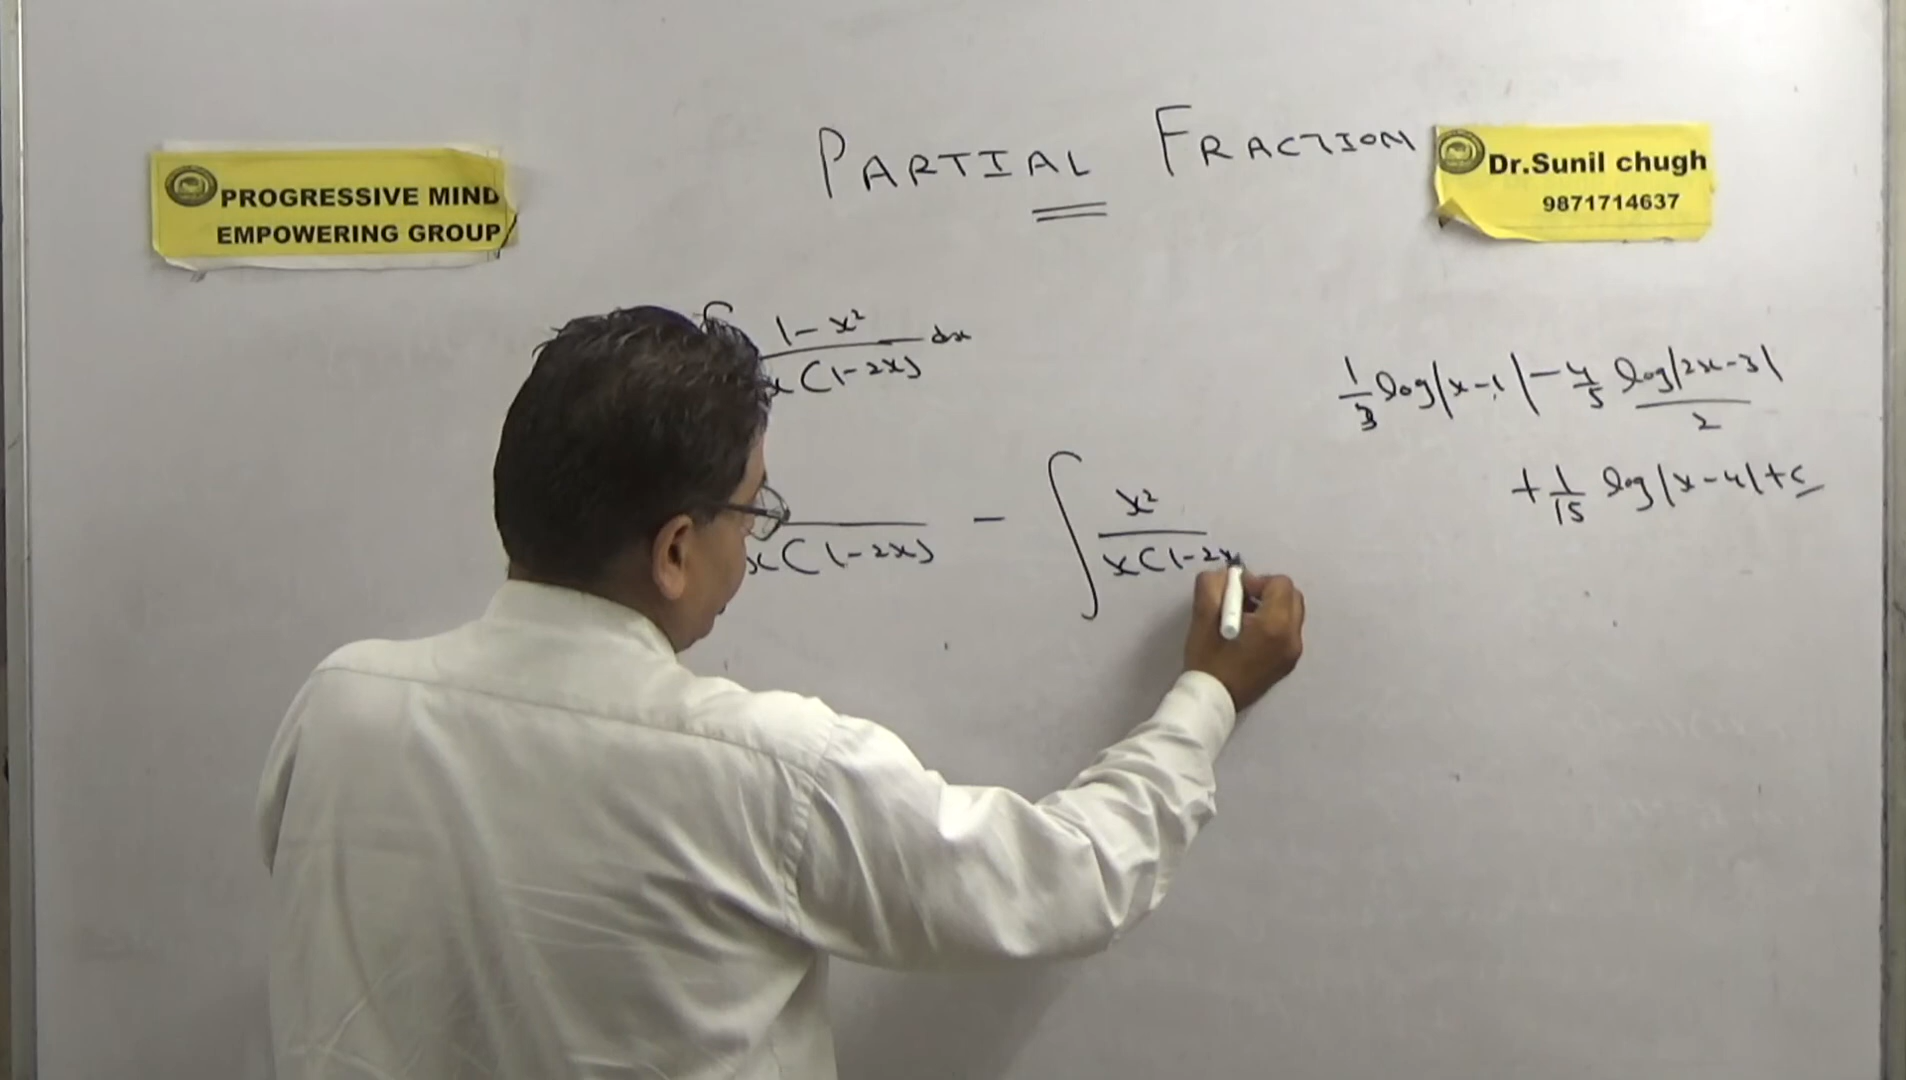 PARTIAL FRACTION
PROGRESSIVE MIND
EMPOWERING GROUP
Dr.Sunil chugh
9871714637
∫ (1-x²)/(x(1-2x)) dx
/(x(1-2x)) - ∫ x²/(x(1-2x
1/3 log|x-1| - 4/5 log|2x-3|/2
+ 1/15 log|x-4| + c